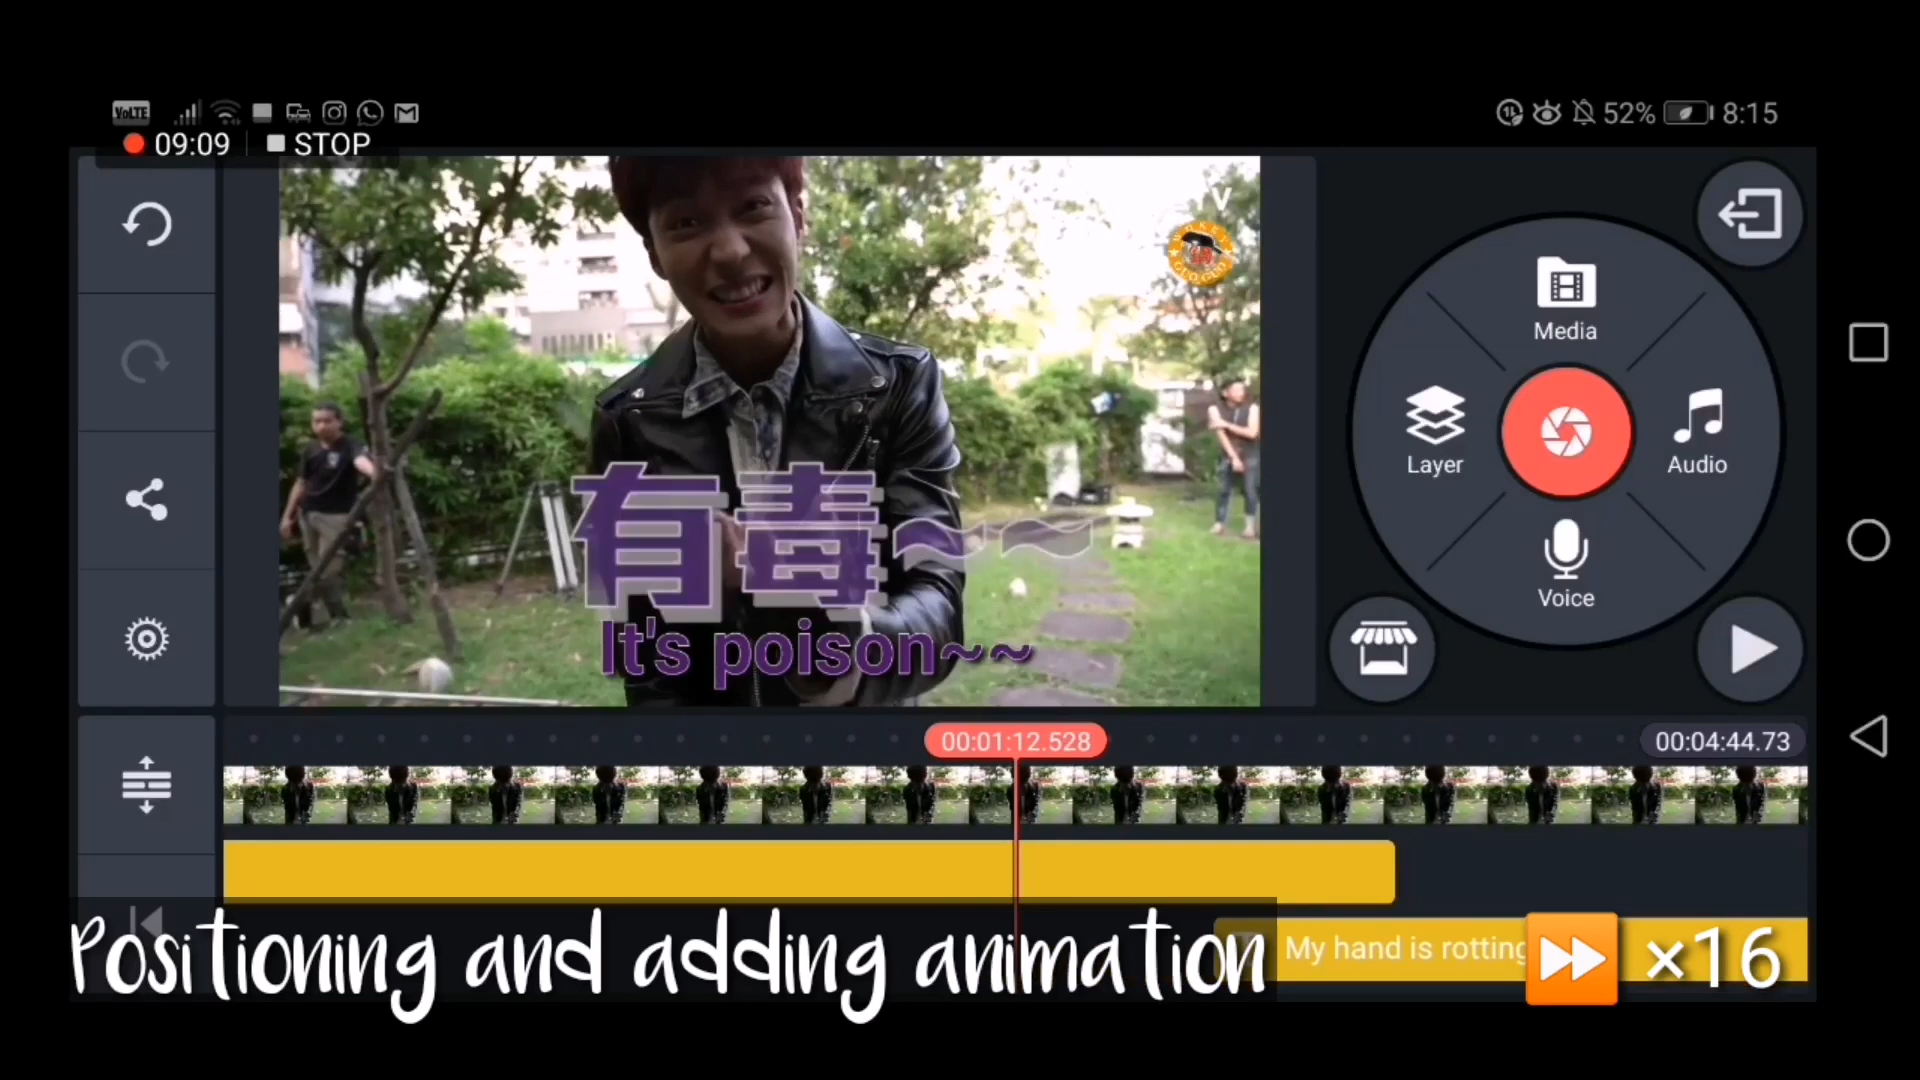 VoLTE
52% 8:15
09:09 STOP
V
Media
Layer
Audio
Voice
有毒~~
It's poison~~
00:01:12.528
00:04:44.73
My hand is rotting
Positioning and adding animation
×16